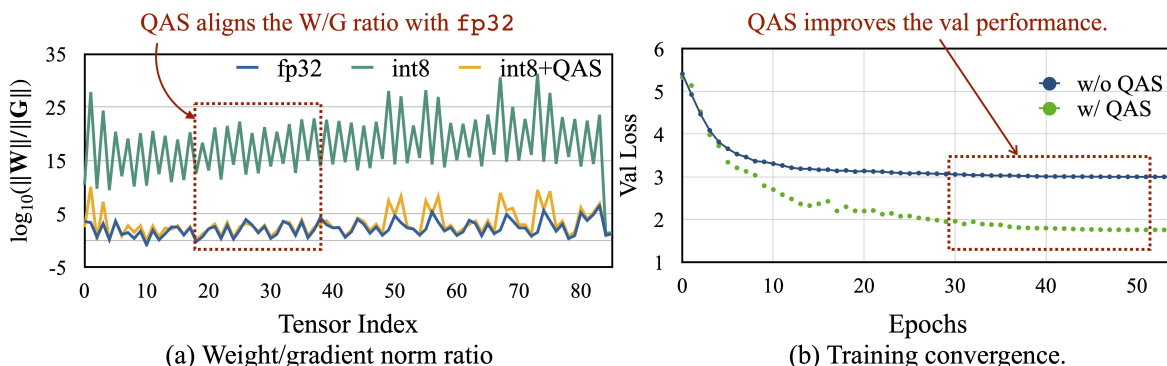 QAS aligns the W/G ratio with fp32
35
25
15
5
-5
log₁₀(||W||/||G||)
fp32
int8
int8+QAS
0 10 20 30 40 50 60 70 80
Tensor Index
(a) Weight/gradient norm ratio
QAS improves the val performance.
6
5
4
3
2
1
Val Loss
w/o QAS
w/ QAS
0 10 20 30 40 50
Epochs
(b) Training convergence.